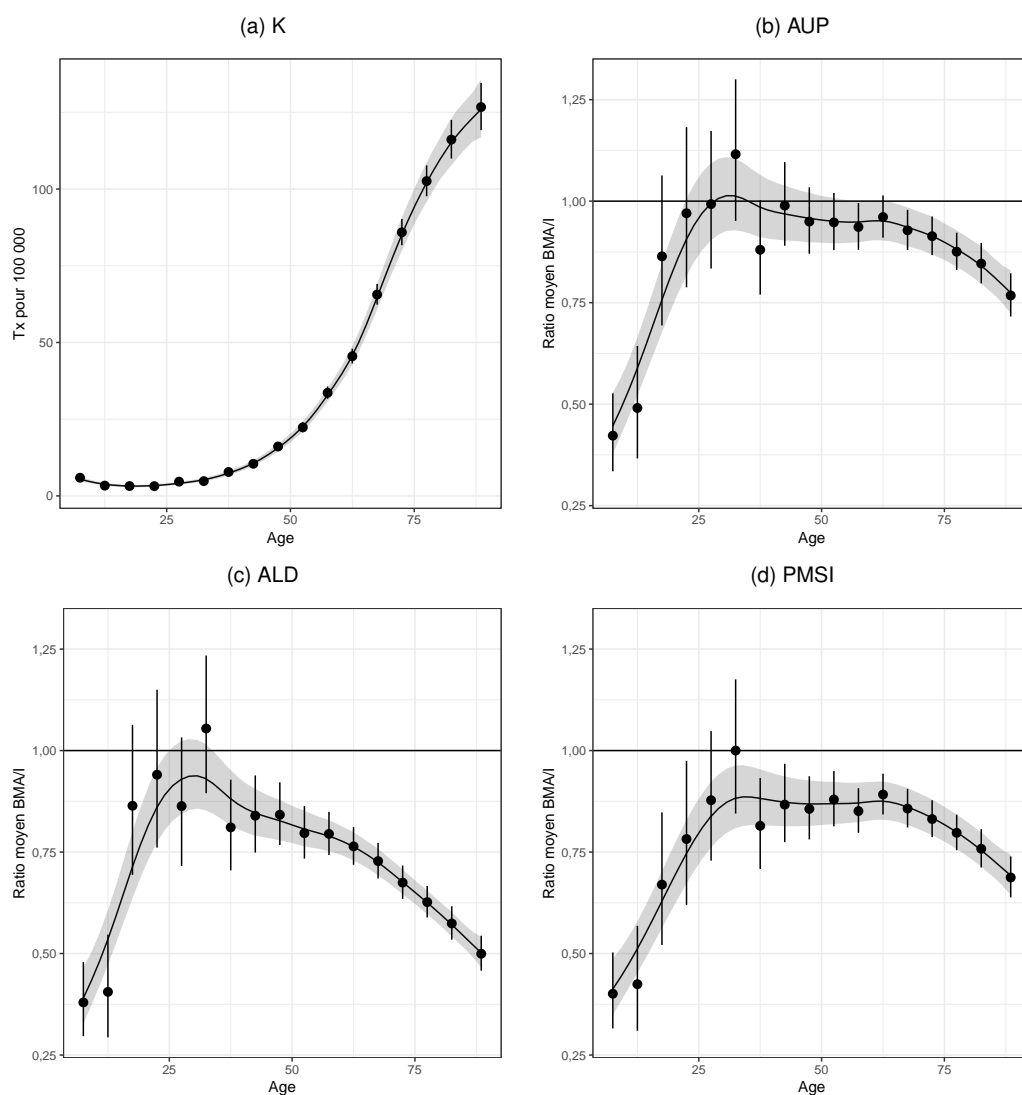 (a) K
Tx pour 100 000
100
50
0
25
50
75
Age
(b) AUP
Ratio moyen BMA/I
1,25
1,00
0,75
0,50
0,25
25
50
75
Age
(c) ALD
Ratio moyen BMA/I
1,25
1,00
0,75
0,50
0,25
25
50
75
Age
(d) PMSI
Ratio moyen BMA/I
1,25
1,00
0,75
0,50
0,25
25
50
75
Age